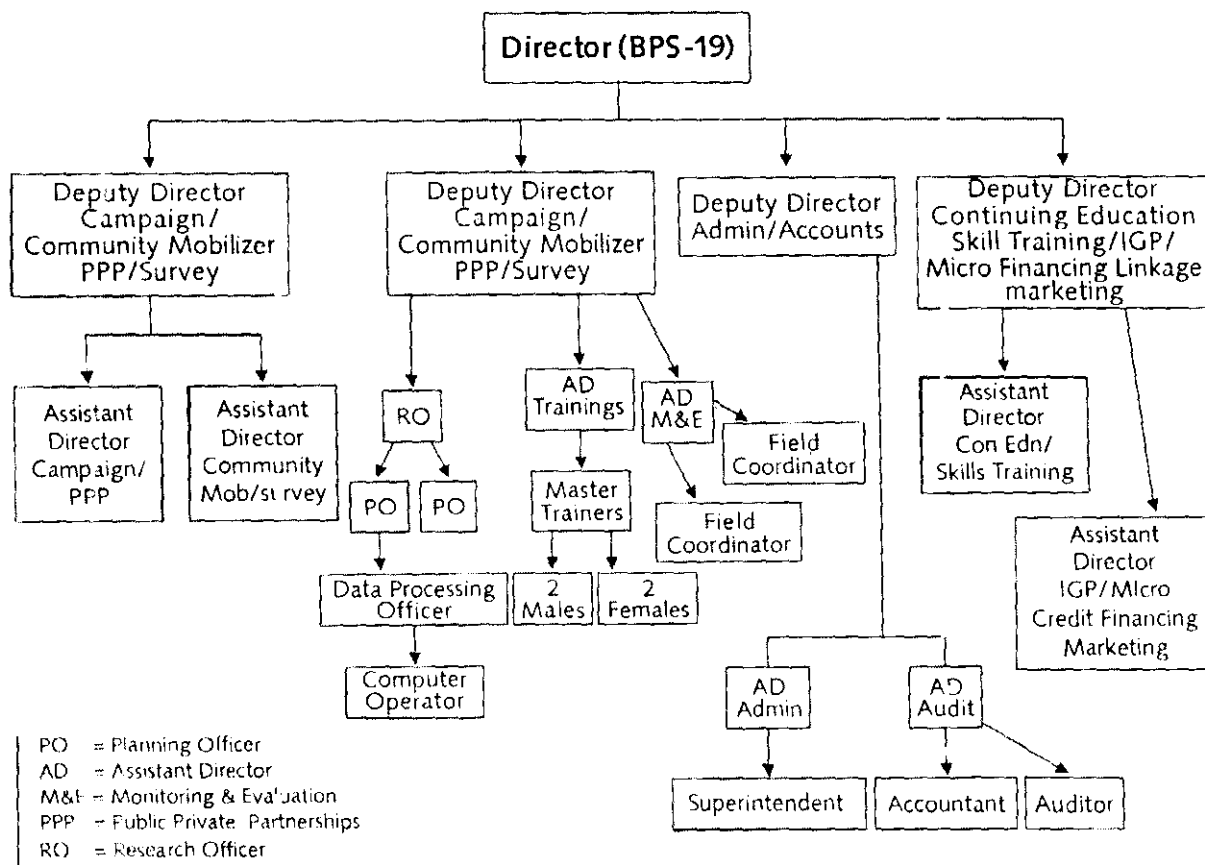 Director (BPS-19)
Deputy Director
Campaign/
Community Mobilizer
PPP/Survey
Deputy Director
Campaign/
Community Mobilizer
PPP/Survey
Deputy Director
Admin/Accounts
Deputy Director
Continuing Education
Skill Training/IGP/
Micro Financing Linkage
marketing
Assistant
Director
Campaign/
PPP
Assistant
Director
Community
Mob/survey
RO
PO
PO
Data Processing
Officer
Computer
Operator
AD
Trainings
Master
Trainers
2
Males
2
Females
AD
M&E
Field
Coordinator
Field
Coordinator
AD
Admin
Superintendent
AD
Audit
Accountant
Auditor
Assistant
Director
Con Edn/
Skills Training
Assistant
Director
IGP/MIcro
Credit Financing
Marketing
PO = Planning Officer
AD = Assistant Director
M&E = Monitoring & Evaluation
PPP = Public Private Partnerships
RO = Research Officer